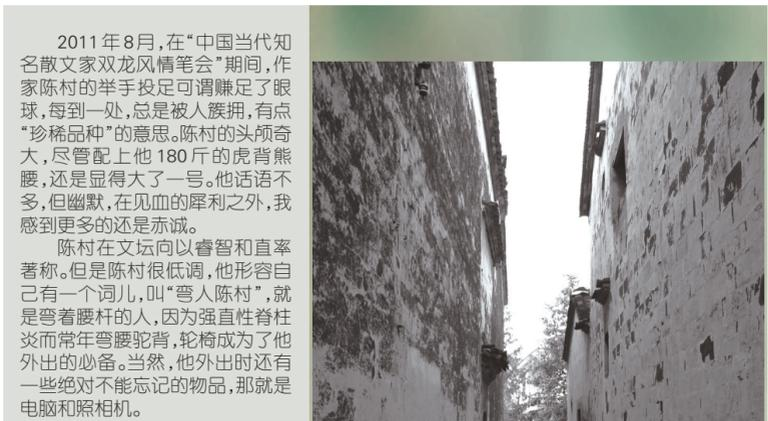 2011年8月,在“中国当代知
名散文家双龙风情笔会”期间,作
家陈村的举手投足可谓赚足了眼
球,每到一处,总是被人簇拥,有点
“珍稀品种”的意思。陈村的头颅奇
大,尽管配上他180斤的虎背熊
腰,还是显得大了一号。他话语不
多,但幽默,在见血的犀利之外,我
感到更多的还是赤诚。
陈村在文坛向以睿智和直率
著称。但是陈村很低调,他形容自
己有一个词儿,叫“弯人陈村”,就
是弯着腰杆的人,因为强直性脊柱
炎而常年弯腰驼背,轮椅成为了他
外出的必备。当然,他外出时还有
一些绝对不能忘记的物品,那就是
电脑和照相机。